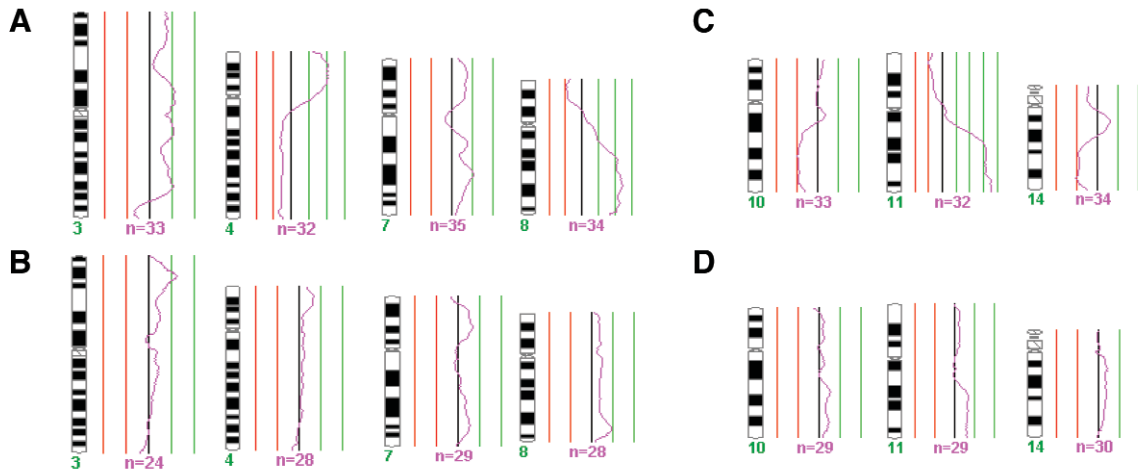 A
3 n=33
4 n=32
7 n=35
8 n=34
B
3 n=24
4 n=28
7 n=29
8 n=28
C
10 n=33
11 n=32
14 n=34
D
10 n=29
11 n=29
14 n=30